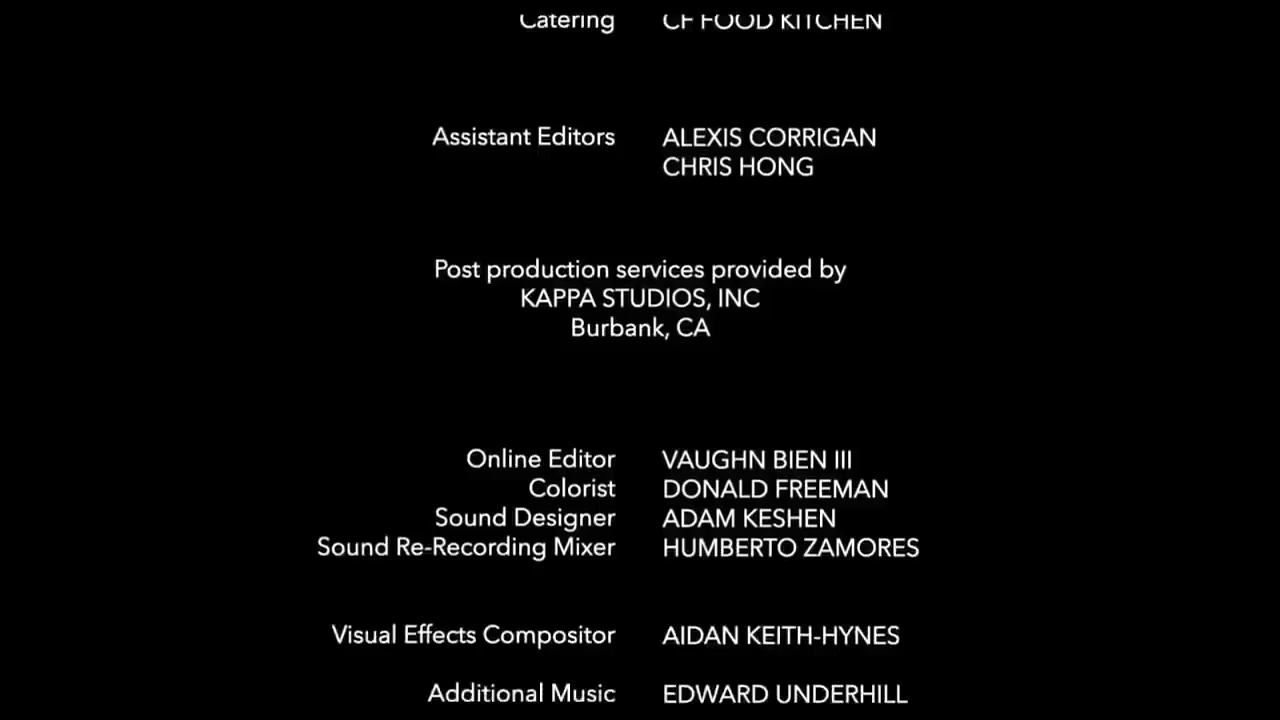 Catering CF FOOD KITCHEN
Assistant Editors ALEXIS CORRIGAN
CHRIS HONG
Post production services provided by
KAPPA STUDIOS, INC
Burbank, CA
Online Editor VAUGHN BIEN III
Colorist DONALD FREEMAN
Sound Designer ADAM KESHEN
Sound Re-Recording Mixer HUMBERTO ZAMORES
Visual Effects Compositor AIDAN KEITH-HYNES
Additional Music EDWARD UNDERHILL